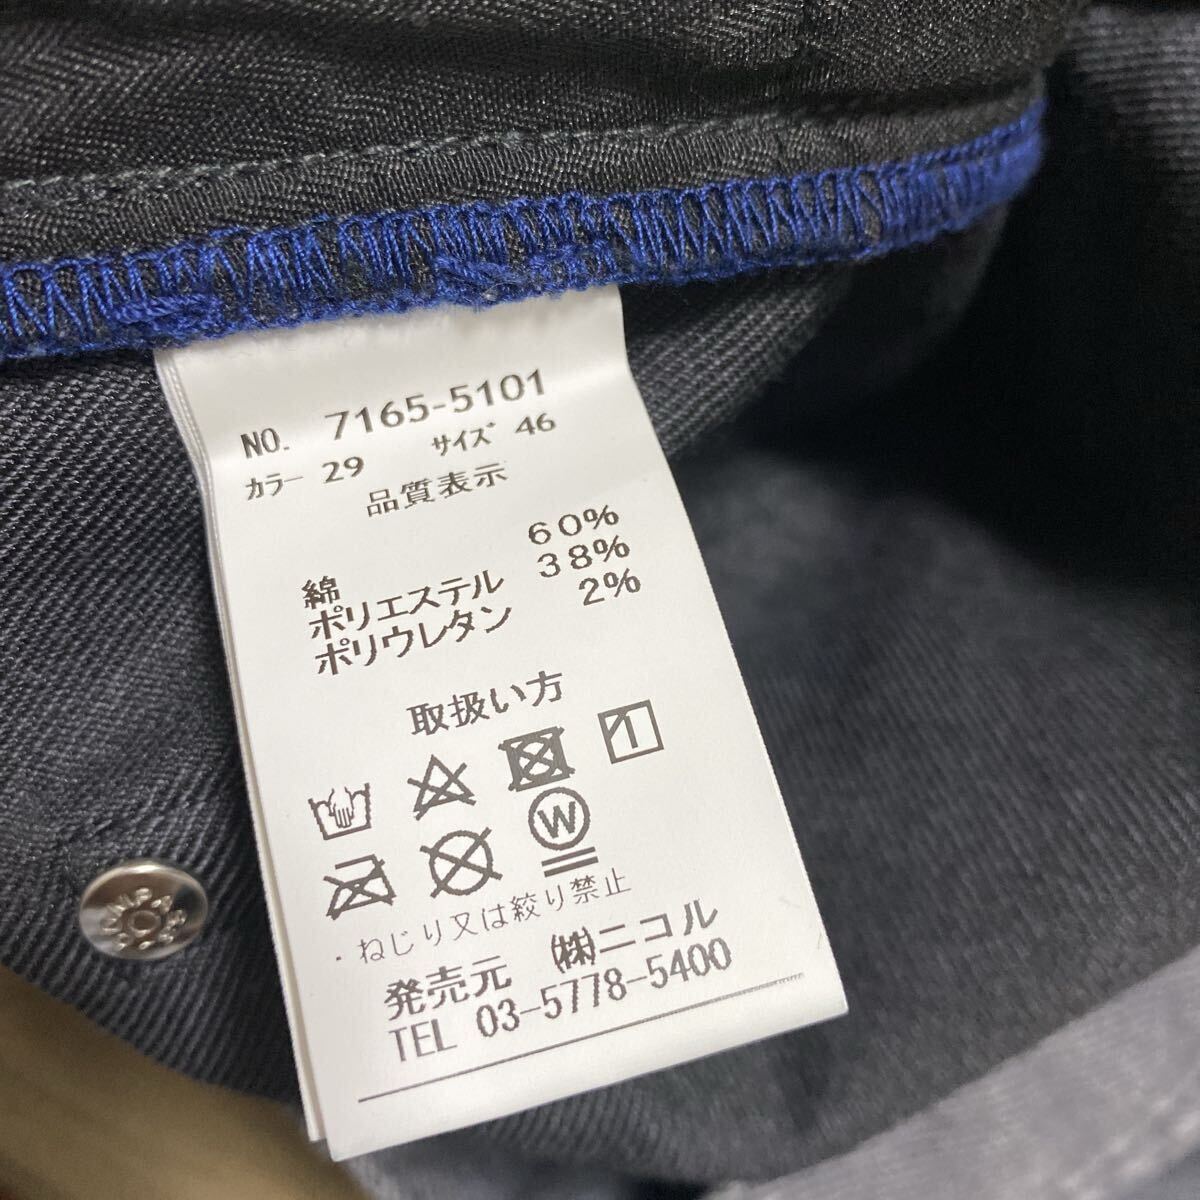 NO. 7165-5101
カラー 29 サイズ 46
品質表示
綿 60%
ポリエステル 38%
ポリウレタン 2%
取扱い方
W
・ねじり又は絞り禁止
発売元 (株)ニコル
TEL 03-5778-5400